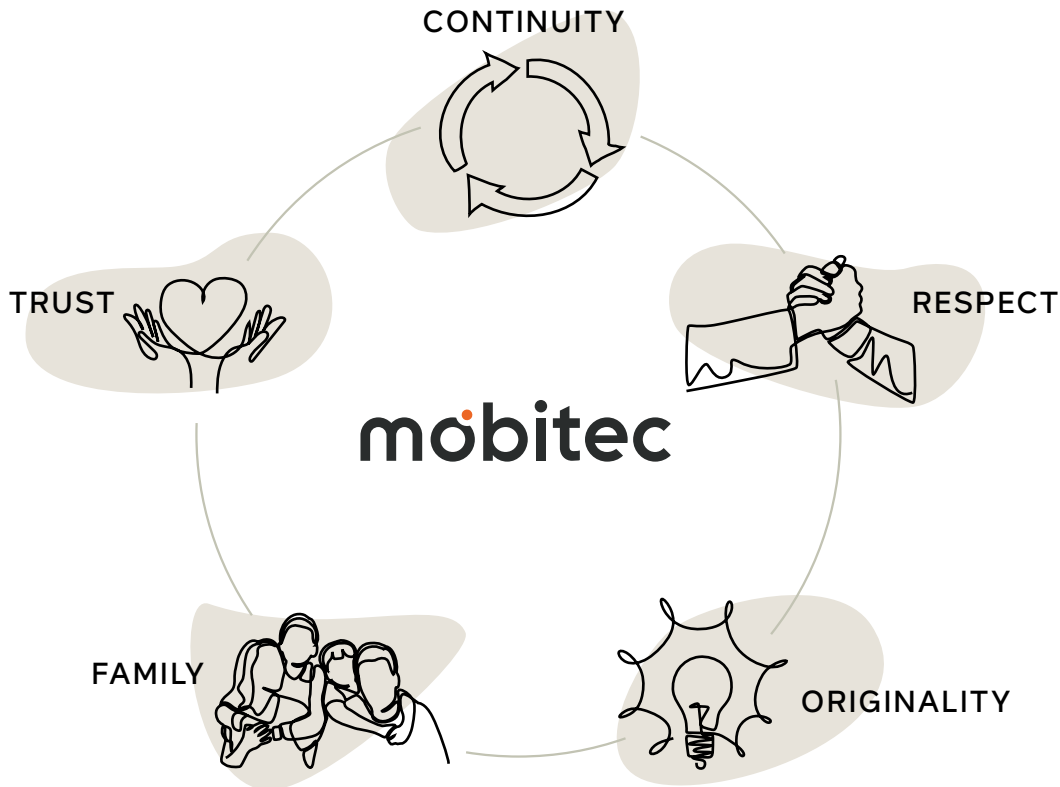 CONTINUITY
TRUST
RESPECT
mobitec
FAMILY
ORIGINALITY